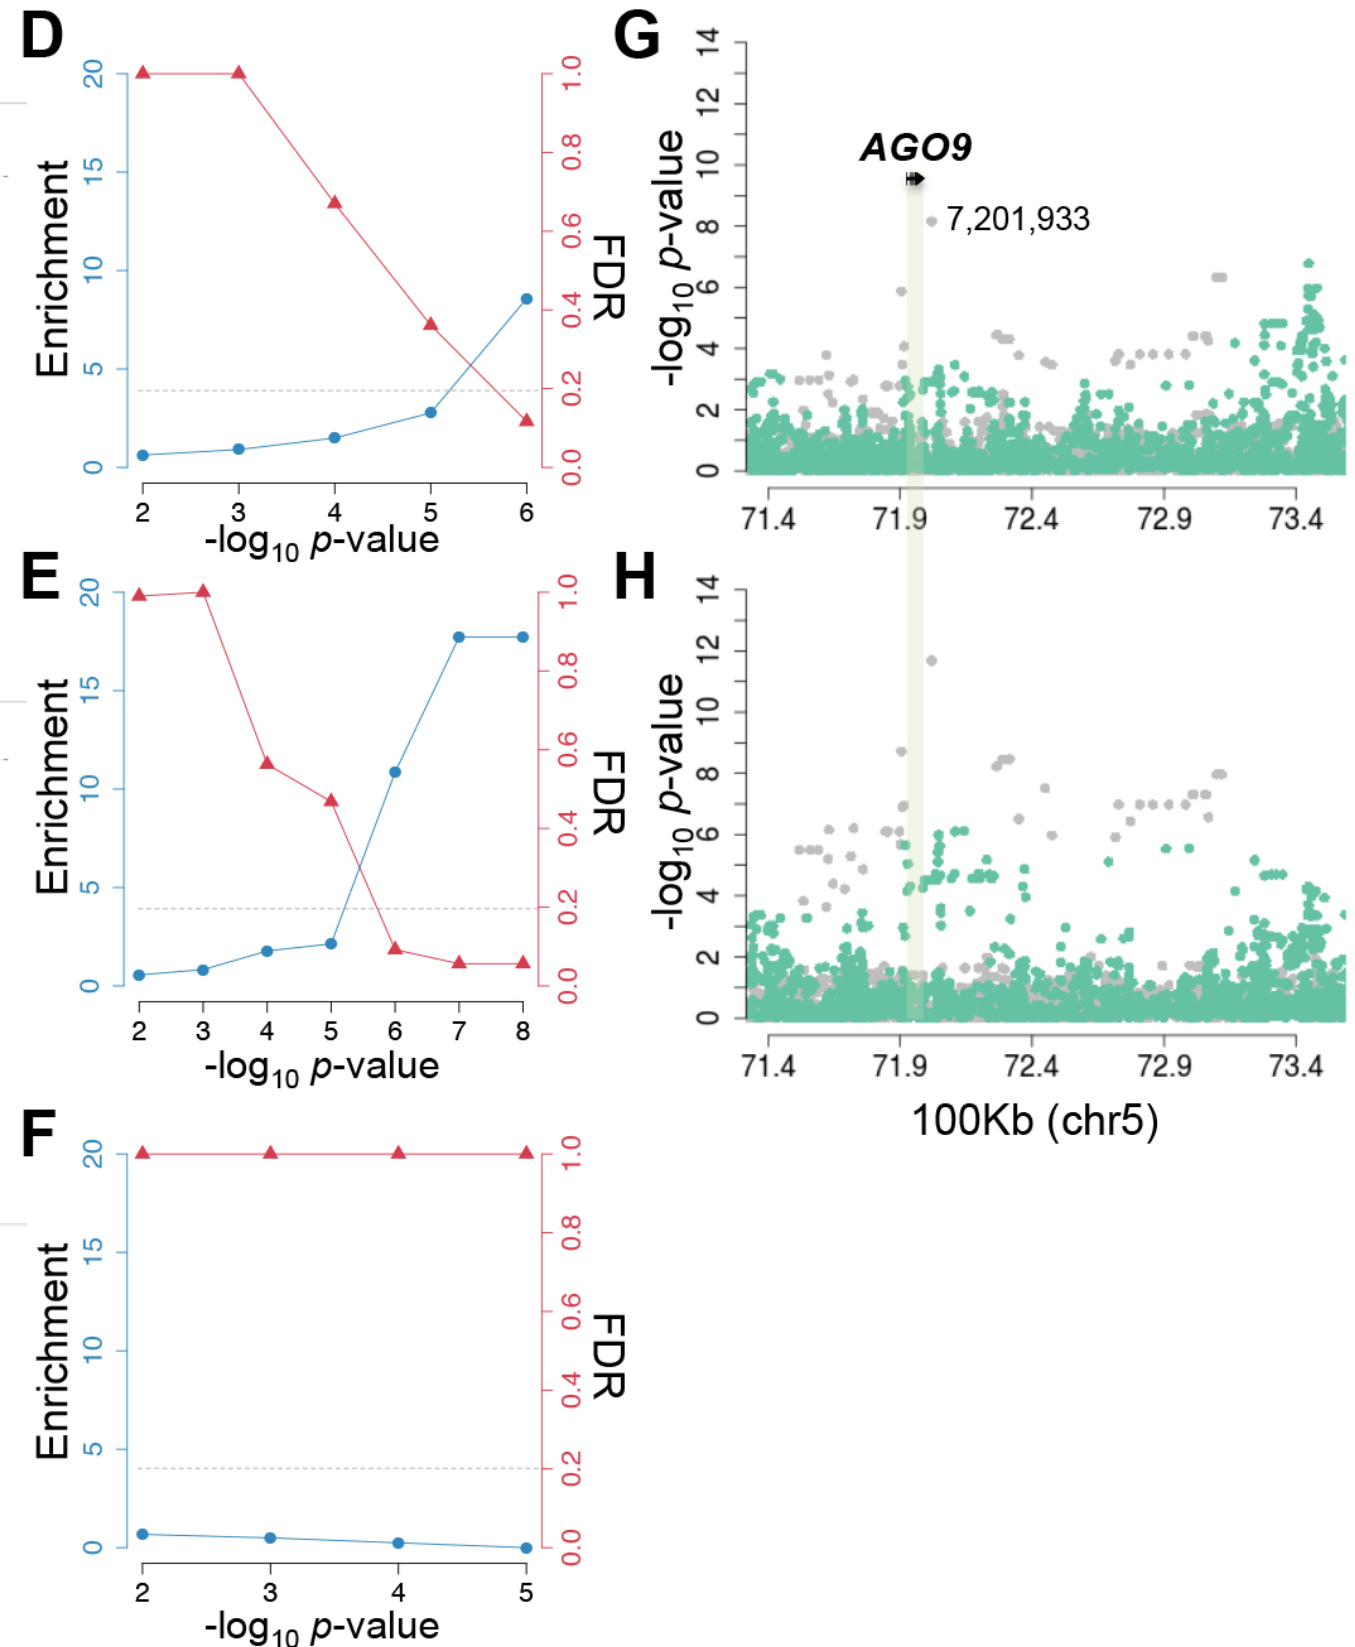 D
20
15
10
5
0
Enrichment
1.0
0.8
0.6
0.4
0.2
0.0
FDR
2 3 4 5 6
-log10 p-value
E
20
15
10
5
0
Enrichment
1.0
0.8
0.6
0.4
0.2
0.0
FDR
2 3 4 5 6 7 8
-log10 p-value
F
20
15
10
5
0
Enrichment
1.0
0.8
0.6
0.4
0.2
0.0
FDR
2 3 4 5
-log10 p-value
G
14
12
10
8
6
4
2
0
-log10 p-value
AGO9
7,201,933
71.4 71.9 72.4 72.9 73.4
H
14
12
10
8
6
4
2
0
-log10 p-value
71.4 71.9 72.4 72.9 73.4
100Kb (chr5)